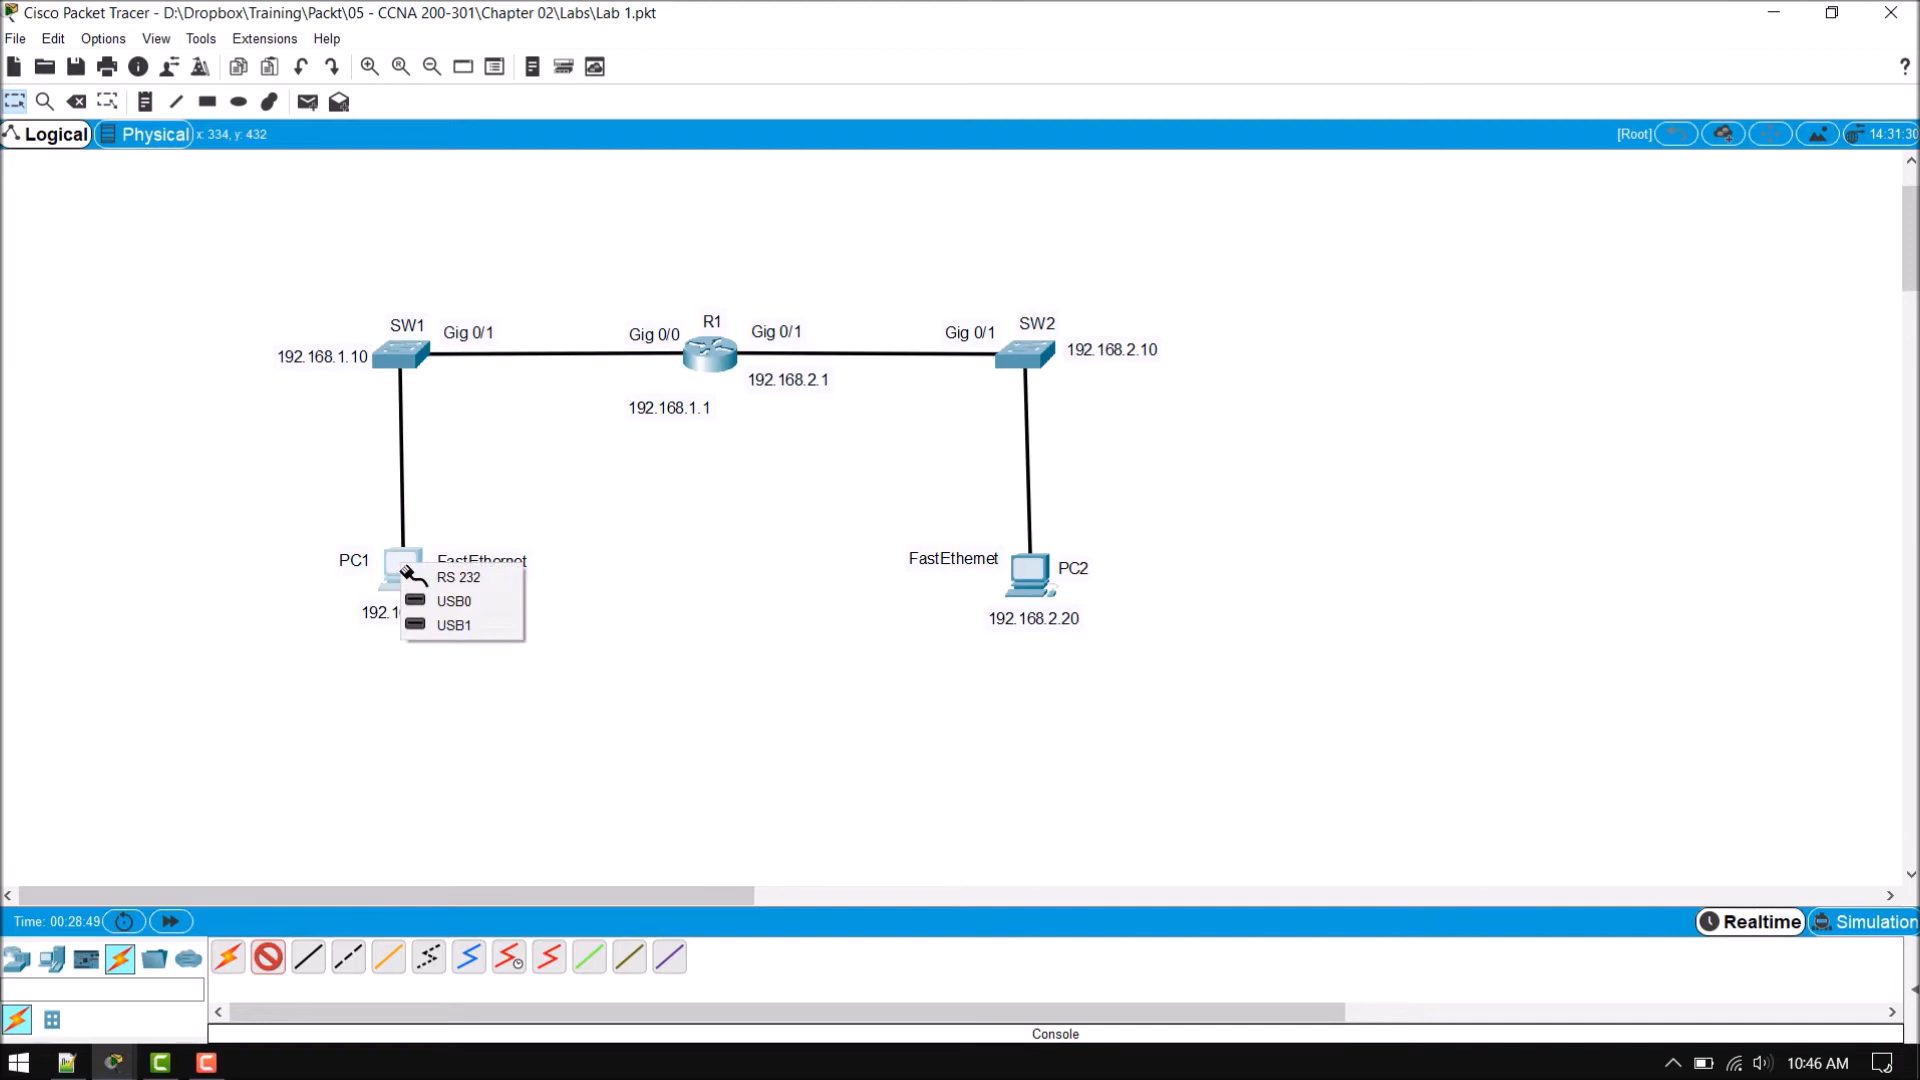 Cisco Packet Tracer - D:\Dropbox\Training\Packt\05 - CCNA 200-301\Chapter 02\Labs\Lab 1.pkt
File Edit Options View Tools Extensions Help
?
Logical Physical x: 334, y: 432 [Root] 14:31:30
SW1 Gig 0/1 Gig 0/0 R1 Gig 0/1 Gig 0/1 SW2
192.168.1.10 192.168.2.10
192.168.2.1
192.168.1.1
PC1 FastEthernet FastEthernet PC2
RS 232
USB0
192.1
USB1
192.168.2.20
Time: 00:28:49 Realtime Simulation
Console
10:46 AM